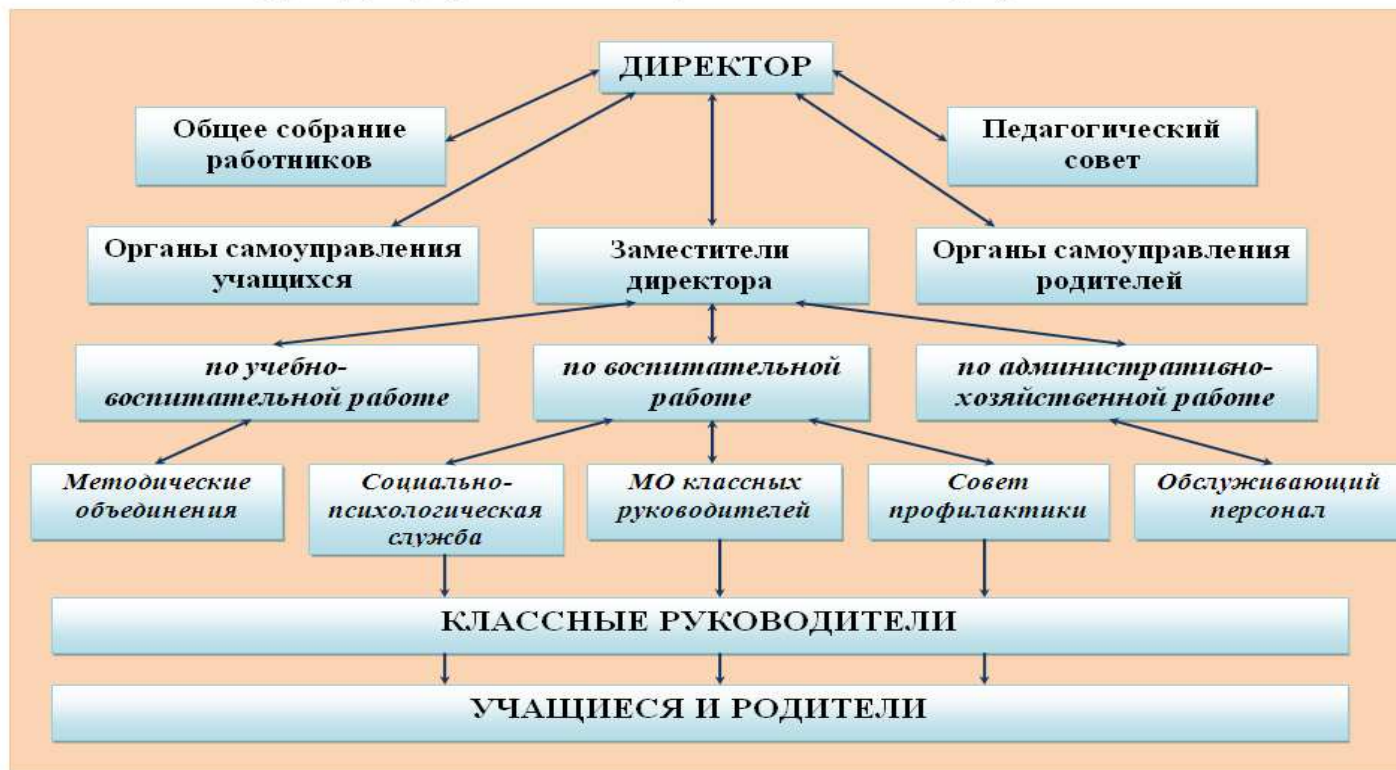 ДИРЕКТОР
Общее собрание
работников
Педагогический
совет
Органы самоуправления
учащихся
Заместители
директора
Органы самоуправления
родителей
по учебно-
воспитательной работе
по воспитательной
работе
по административно-
хозяйственной работе
Методические
объединения
Социально-
психологическая
служба
МО классных
руководителей
Совет
профилактики
Обслуживающий
персонал
КЛАССНЫЕ РУКОВОДИТЕЛИ
УЧАЩИЕСЯ И РОДИТЕЛИ